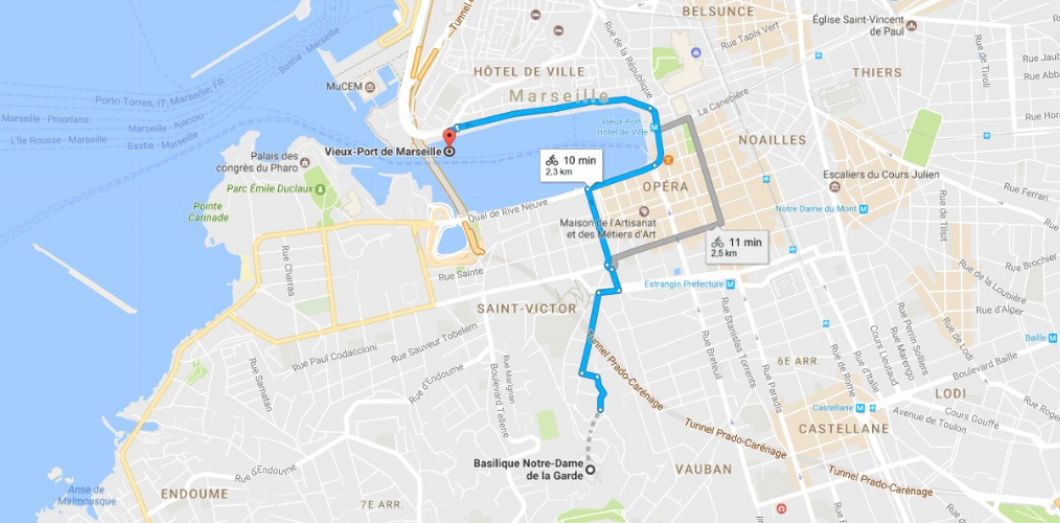 BELSUNCE
Église Saint-Vincent
de Paul
Rue de Tivoli
Tunnel
Bastia - Marseille
Rue de la République
Rue Tapis Vert
HÔTEL DE VILLE
THIERS
MuCEM
Porto Torres, IT - Marseille, FR
Marseille
La Canebière
Marseille - Propriano
Marseille - Ajaccio
L'Île Rousse - Marseille
Bastia - Marseille
Vieux-Port -
Hôtel de Ville
NOAILLES
Vieux-Port de Marseille
Palais des
congrès du Pharo
10 min
2,3 km
Escaliers du Cours Julien
Parc Émile Duclaux
OPÉRA
Rue Ferrari
Pointe
Carinade
Quai de Rive Neuve
Notre Dame du Mont
Maison de l'Artisanat
et des Métiers d'Art
Rue de Tilsit
11 min
2,5 km
Rue Charras
Rue Sainte
Rue Brochier
Estrangin Préfecture
Rue de la Loubière
SAINT-VICTOR
Rue d'Alger
Rue Sauveur Tobelem
Rue Paul Codaccioni
Tunnel Prado-Carénage
Rue Stanislas Torrents
Rue Breteuil
Rue Paradis
6E ARR.
Rue de Rome
Rue d'Italie
Cours Lieutaud
Rue Marengo
Rue Perrin Solliers
Rue de Lodi
Baille
Boulevard Baille
Rue Samatan
Rue d'Endoume
Rue Marignan
Boulevard Tellene
LODI
Castellane
Cours Gouffé
Avenue de Toulon
CASTELLANE
Tunnel Prado-Carénage
Basilique Notre-Dame
de la Garde
VAUBAN
Tunnel Prado-Carénage
Rue d'Endoume
Anse de
Malmousque
ENDOUME
7E ARR.